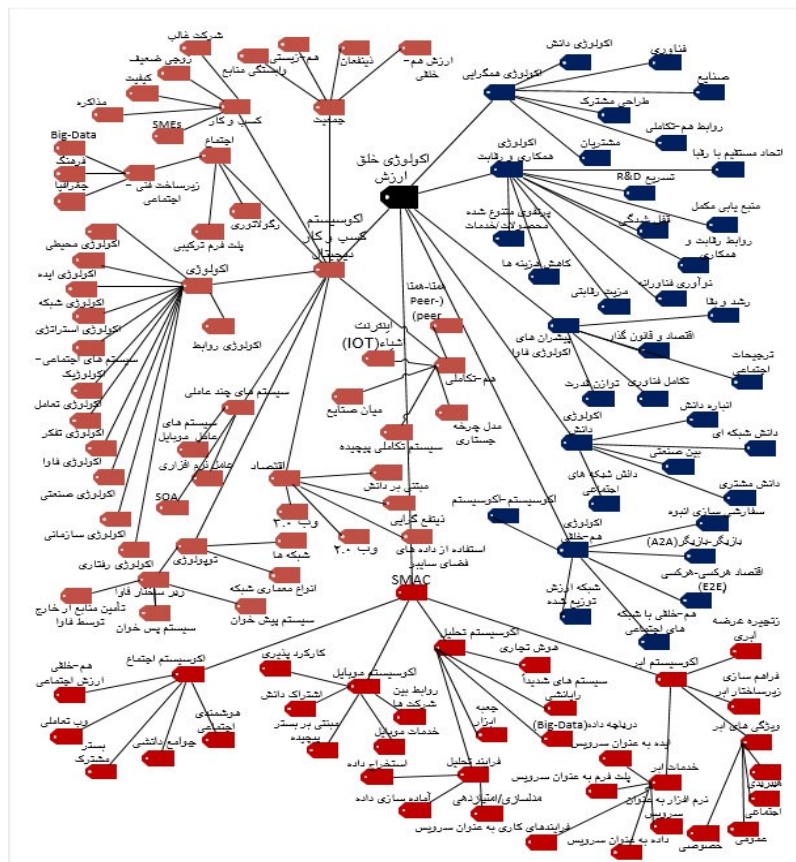 شرکت غالب
روحی ضعیف
کیفیت
مذاکره
SMEs
کسب و کار
هم-زیستی
وابستگی منابع
ذینفعان
ارزش هم-
خلقی
جمعیت
Big-Data
فرهنگ
جغرافیا
زیرساخت فنی -
اجتماعی
اجتماع
رگولاتوری
پلت فرم ترکیبی
اکوسیستم
کسب و کار
دیجیتال
اکولوژی خلق
ارزش
اکولوژی دانش
فناوری
اکولوژی همگرایی
صنایع
طراحی مشترک
روابط هم-تکاملی
مشتریان
اکولوژی
همکاری و رقابت
اتحاد مستقیم با رقبا
تسریع R&D
منبع یابی مکمل
قفل شدگی
روابط رقابت و
همکاری
پرتفوی متنوع شده
محصولات/خدمات
کاهش هزینه ها
مزیت رقابتی
نوآوری فناورانه
اکولوژی محیطی
اکولوژی ایده
اکولوژی شبکه
اکولوژی استراتژی
سیستم های اجتماعی-
اکولوژیک
اکولوژی تعامل
اکولوژی تفکر
اکولوژی فاوا
اکولوژی صنعتی
اکولوژی سازمانی
اکولوژی رفتاری
اکولوژی
اکولوژی روابط
همتا-همتا
(Peer-
peer)
اینترنت
شیاء(IOT)
هم-تکاملی
میان صنایع
مدل چرخه
جستاری
سیستم تکاملی پیچیده
پیشران های
اکولوژی فاوا
رشد و بقا
اقتصاد و قانون گذار
ترجیحات
اجتماعی
تکامل فناوری
توازن قدرت
سیستم های چند عاملی
سیستم های
عامل موبایل
عامل نرم افزاری
SOA
اقتصاد
مبتنی بر دانش
ذینفع گرایی
وب ۳.۰
وب ۲.۰
استفاده از داده های
فضای سایبر
اکولوژی
دانش
انباره دانش
دانش شبکه ای
بین صنعتی
دانش مشتری
دانش شبکه های
اجتماعی
توپولوژی
شبکه ها
انواع معماری شبکه
زیر ساختار فاوا
تأمین منابع از خارج
توسط فاوا
سیستم پس خوان
سیستم پیش خوان
اکولوژی
هم-خلقی
اکوسیستم-اکوسیستم
سفارشی سازی انبوه
بازیگر-بازیگر(A2A)
اقتصاد هرکسی-هرکسی
(E2E)
شبکه ارزش
توزیع شده
هم-خلقی با شبکه
های اجتماعی
SMAC
اکوسیستم اجتماع
هم-خلقی
ارزش اجتماعی
وب تعاملی
بستر
مشترک
جوامع دانشی
هوشمندی
اجتماعی
اکوسیستم موبایل
کارکرد پذیری
اشتراک دانش
مبتنی بر بستر
پیچیده
خدمات موبایل
روابط بین
شرکت ها
اکوسیستم تحلیل
هوش تجاری
سیستم های شدیداً
رایانشی
دریاچه داده(Big-Data)
جعبه
ابزار
فرایند تحلیل
استخراج داده
آماده سازی داده
مدلسازی/امتیازدهی
اکوسیستم ابر
زنجیره عرضه
ابری
فراهم سازی
زیرساختار ابر
ویژگی های ابر
هیبریدی
اجتماعی
عمومی
خصوصی
خدمات ابر
ایده به عنوان سرویس
پلت فرم به عنوان سرویس
نرم افزار به عنوان
سرویس
فرایندهای کاری به عنوان سرویس
داده به عنوان سرویس